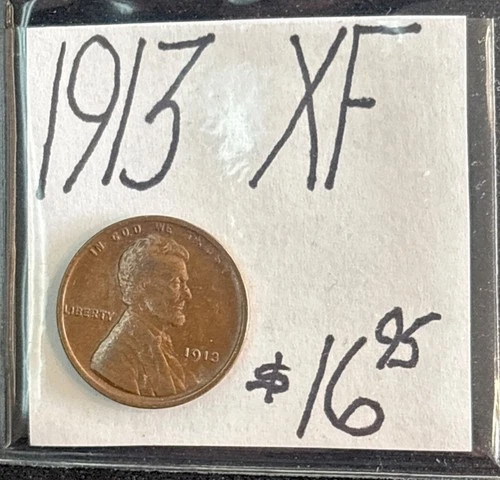 1913 XF
IN GOD WE TRUST
LIBERTY
1913
$16 95